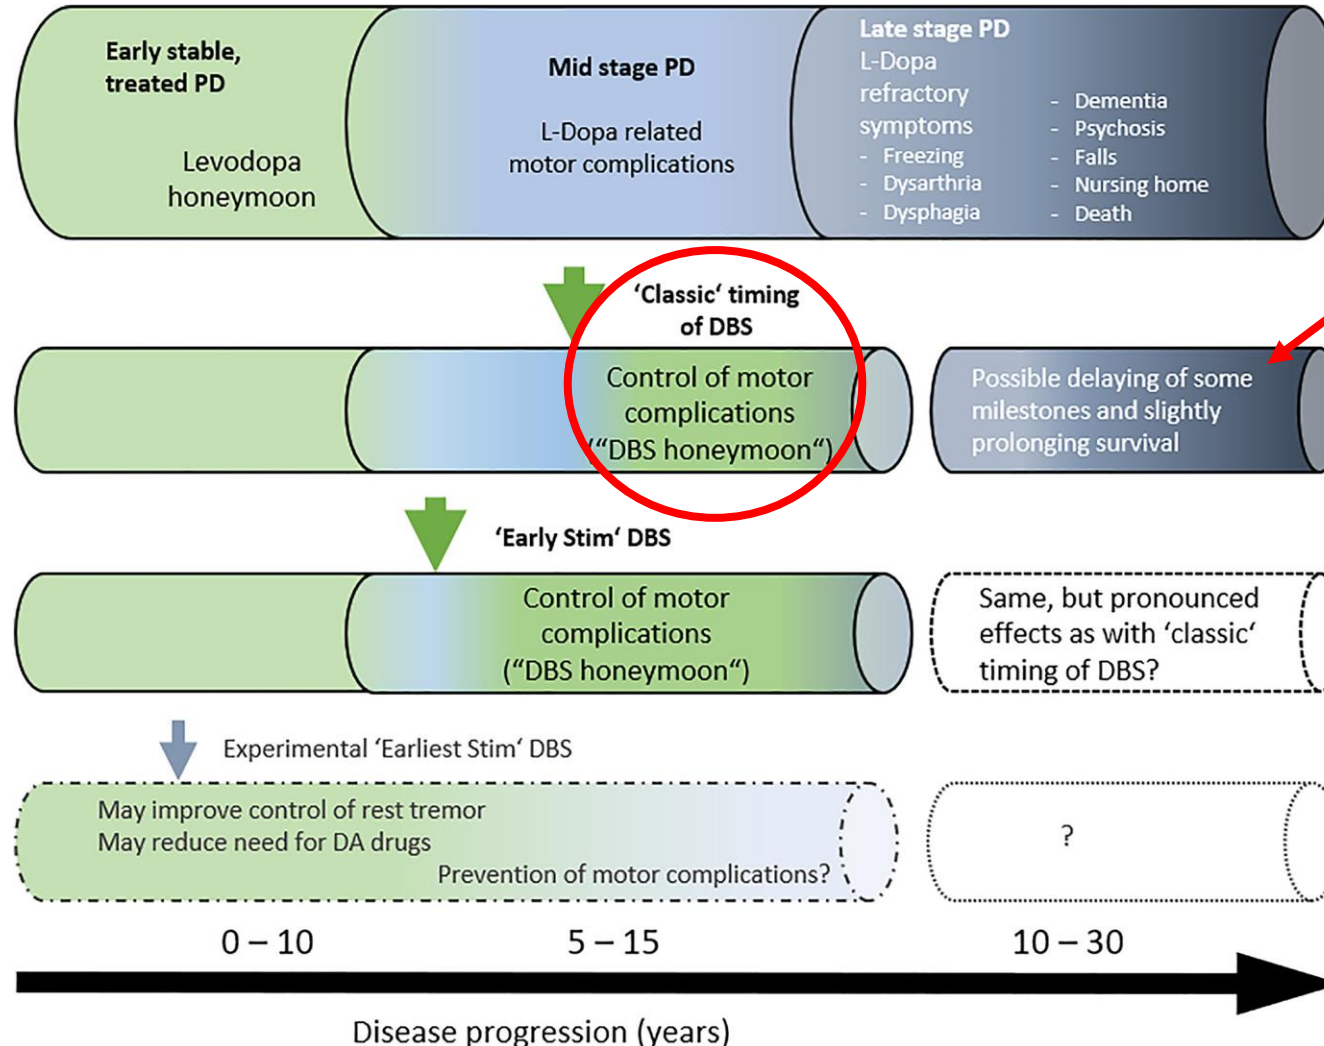 Early stable,
treated PD
Levodopa
honeymoon
Mid stage PD
L-Dopa related
motor complications
Late stage PD
L-Dopa
refractory
symptoms
- Freezing
- Dysarthria
- Dysphagia
- Dementia
- Psychosis
- Falls
- Nursing home
- Death
‘Classic‘ timing
of DBS
Control of motor
complications
(“DBS honeymoon“)
Possible delaying of some
milestones and slightly
prolonging survival
‘Early Stim‘ DBS
Control of motor
complications
(“DBS honeymoon“)
Same, but pronounced
effects as with ‘classic‘
timing of DBS?
Experimental ‘Earliest Stim‘ DBS
May improve control of rest tremor
May reduce need for DA drugs
Prevention of motor complications?
?
0 – 10
5 – 15
10 – 30
Disease progression (years)